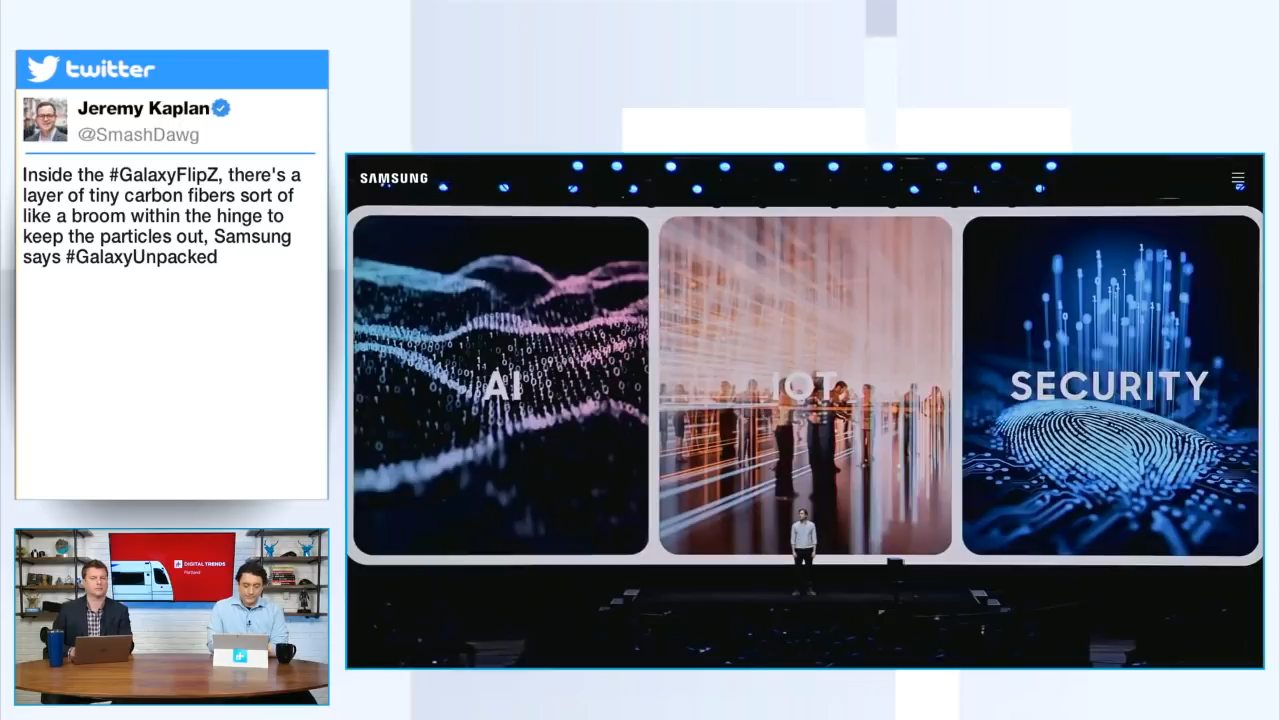 twitter
Jeremy Kaplan
@SmashDawg
Inside the #GalaxyFlipZ, there's a
layer of tiny carbon fibers sort of
like a broom within the hinge to
keep the particles out, Samsung
says #GalaxyUnpacked
SAMSUNG
AI
IOT
SECURITY
DIGITAL TRENDS
Portland